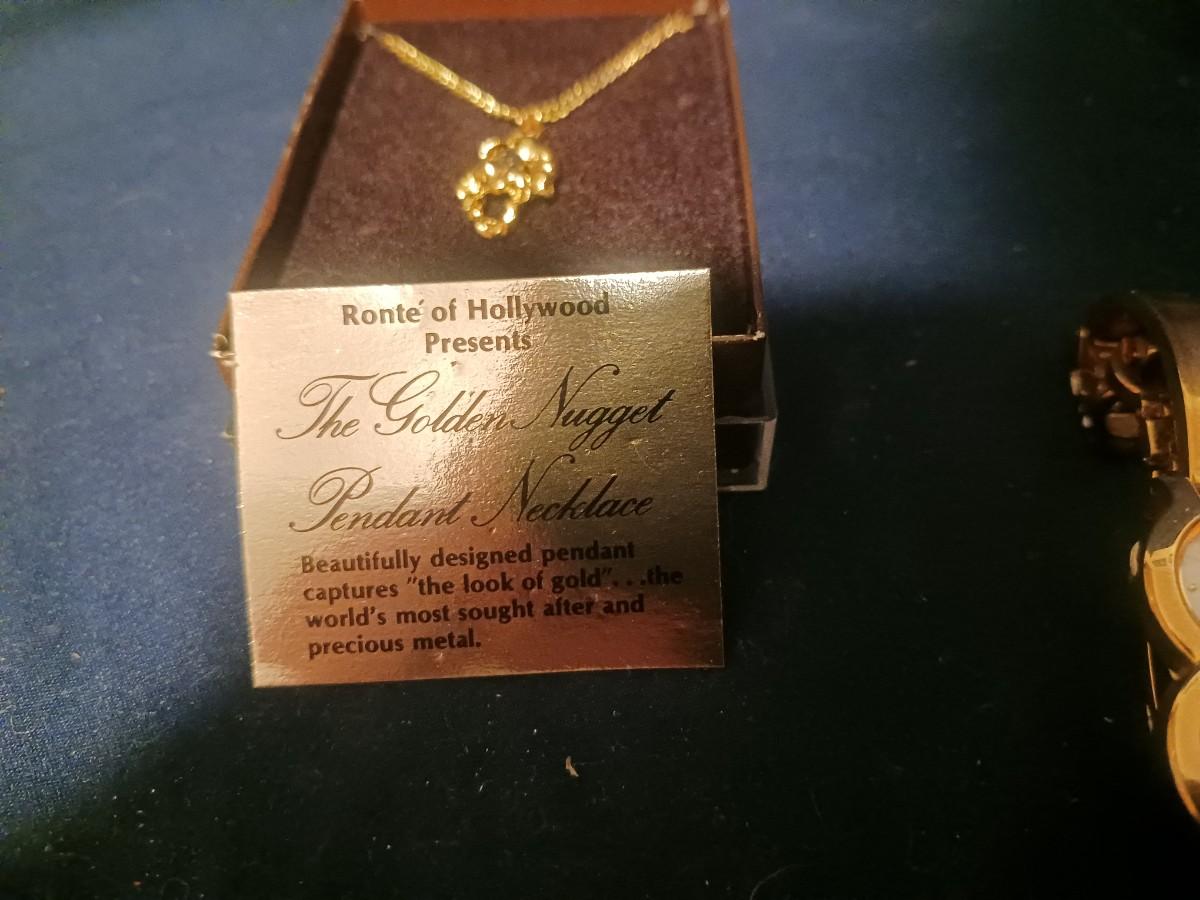 Ronté of Hollywood
Presents
The Golden Nugget
Pendant Necklace
Beautifully designed pendant
captures "the look of gold". . .the
world's most sought after and
precious metal.